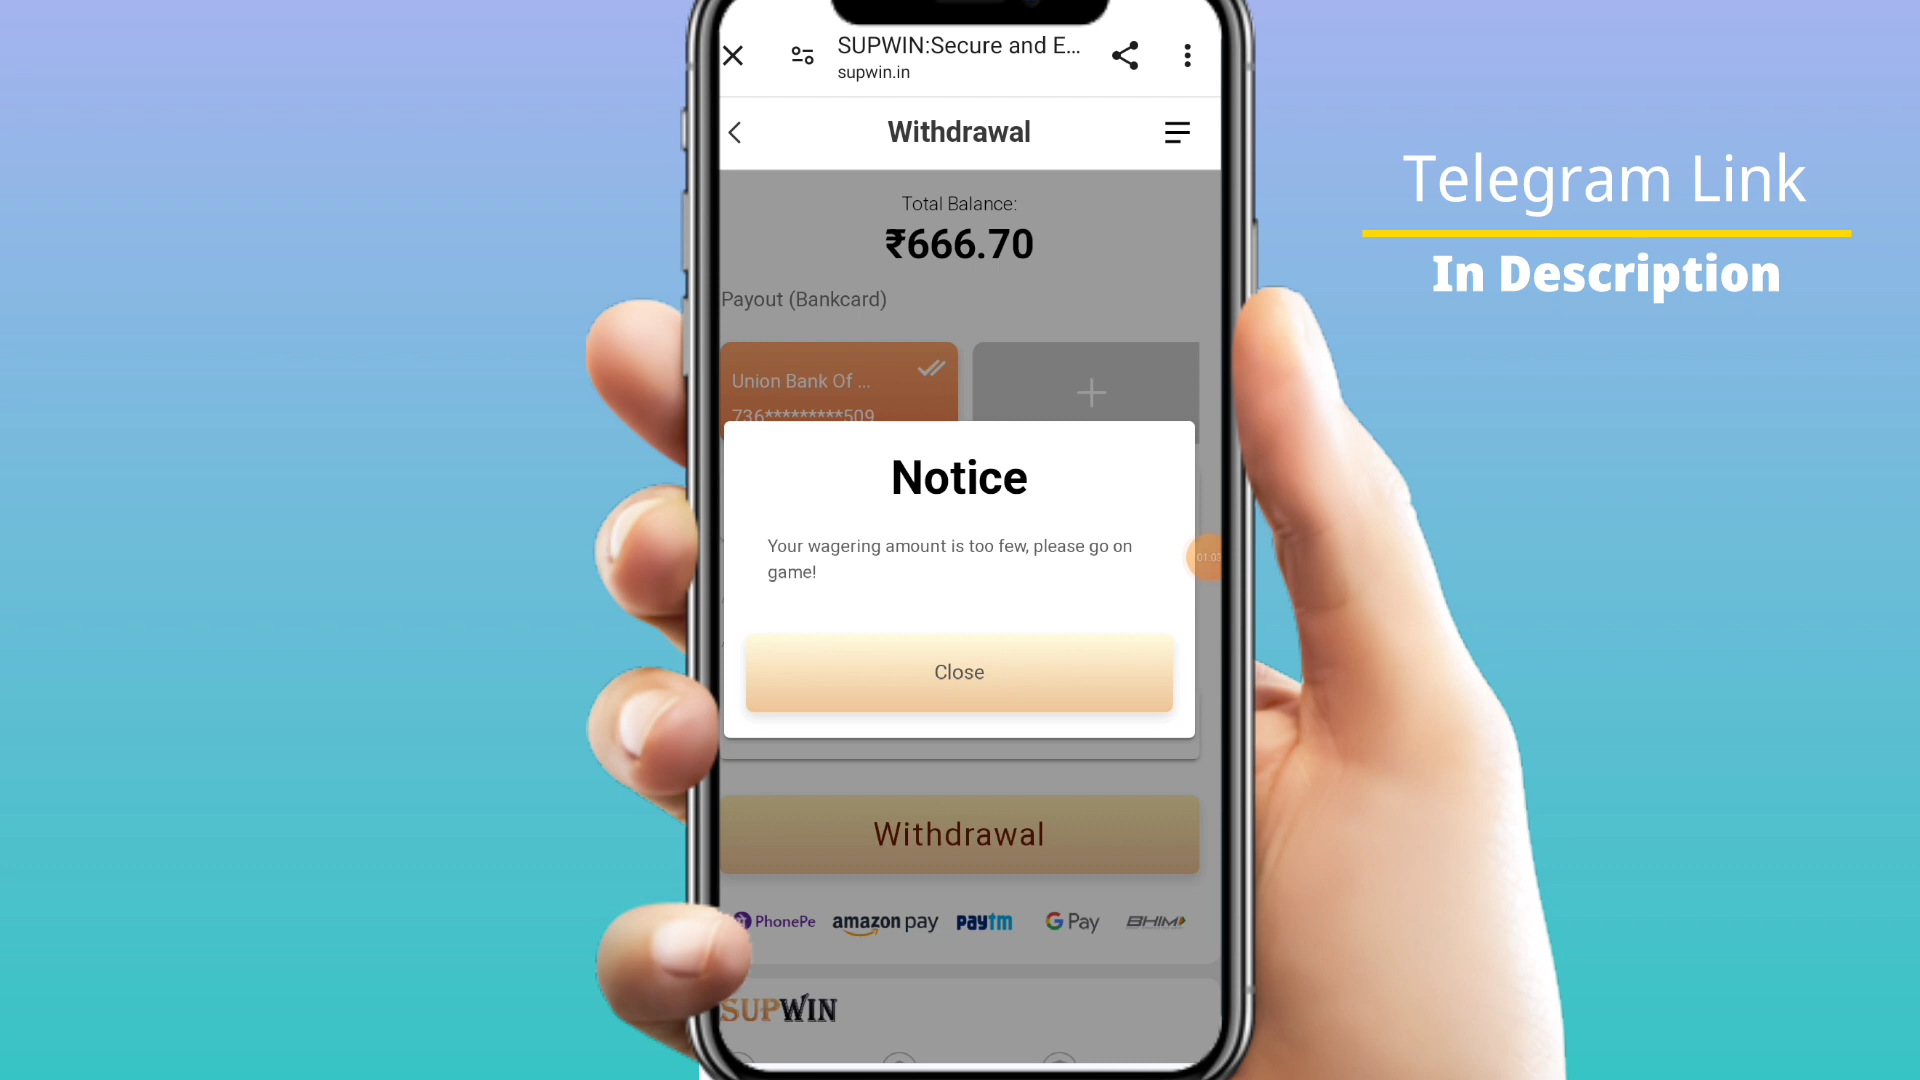 SUPWIN:Secure and E...
supwin.in
Withdrawal
Total Balance:
₹666.70
Payout (Bankcard)
Union Bank Of ...
736*********509
Notice
Your wagering amount is too few, please go on
game!
01:03
Close
Withdrawal
PhonePe amazon pay paytm G Pay BHIM
SUPWIN
Telegram Link
In Description